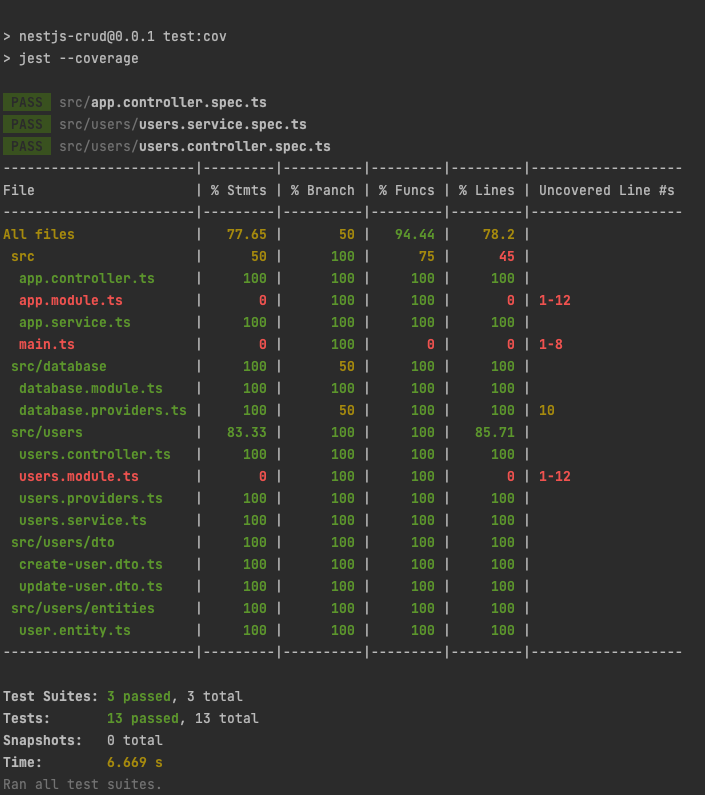 > nestjs-crud@0.0.1 test:cov
> jest --coverage
PASS src/app.controller.spec.ts
PASS src/users/users.service.spec.ts
PASS src/users/users.controller.spec.ts
------------------------|---------|----------|---------|---------|-------------------
File                    | % Stmts | % Branch | % Funcs | % Lines | Uncovered Line #s
------------------------|---------|----------|---------|---------|-------------------
All files               |   77.65 |       50 |   94.44 |    78.2 |
 src                    |      50 |      100 |      75 |      45 |
  app.controller.ts     |     100 |      100 |     100 |     100 |
  app.module.ts         |       0 |      100 |     100 |       0 | 1-12
  app.service.ts        |     100 |      100 |     100 |     100 |
  main.ts               |       0 |      100 |       0 |       0 | 1-8
 src/database           |     100 |       50 |     100 |     100 |
  database.module.ts    |     100 |      100 |     100 |     100 |
  database.providers.ts |     100 |       50 |     100 |     100 | 10
 src/users              |   83.33 |      100 |     100 |   85.71 |
  users.controller.ts   |     100 |      100 |     100 |     100 |
  users.module.ts       |       0 |      100 |     100 |       0 | 1-12
  users.providers.ts    |     100 |      100 |     100 |     100 |
  users.service.ts      |     100 |      100 |     100 |     100 |
 src/users/dto          |     100 |      100 |     100 |     100 |
  create-user.dto.ts    |     100 |      100 |     100 |     100 |
  update-user.dto.ts    |     100 |      100 |     100 |     100 |
 src/users/entities     |     100 |      100 |     100 |     100 |
  user.entity.ts        |     100 |      100 |     100 |     100 |
------------------------|---------|----------|---------|---------|-------------------
Test Suites: 3 passed, 3 total
Tests:       13 passed, 13 total
Snapshots:   0 total
Time:        6.669 s
Ran all test suites.